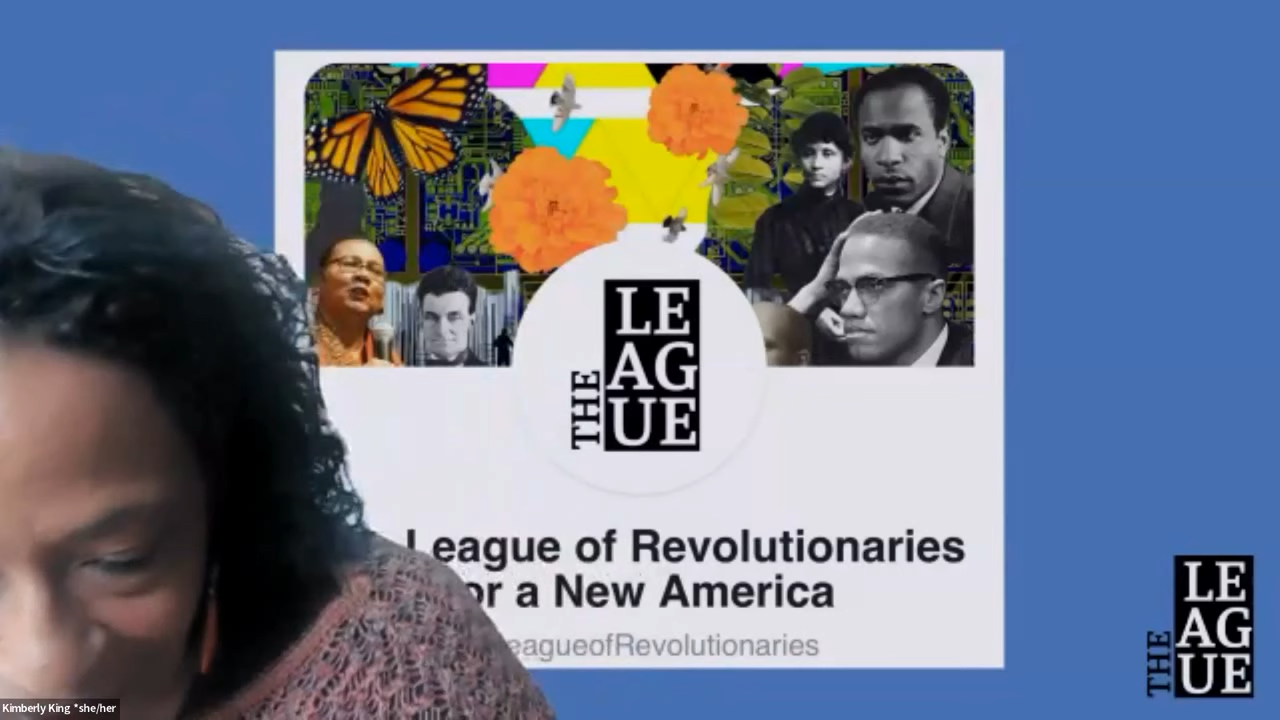 LE
AG
UE
THE
League of Revolutionaries
or a New America
eagueofRevolutionaries
LE
AG
UE
THE
Kimberly King *she/her